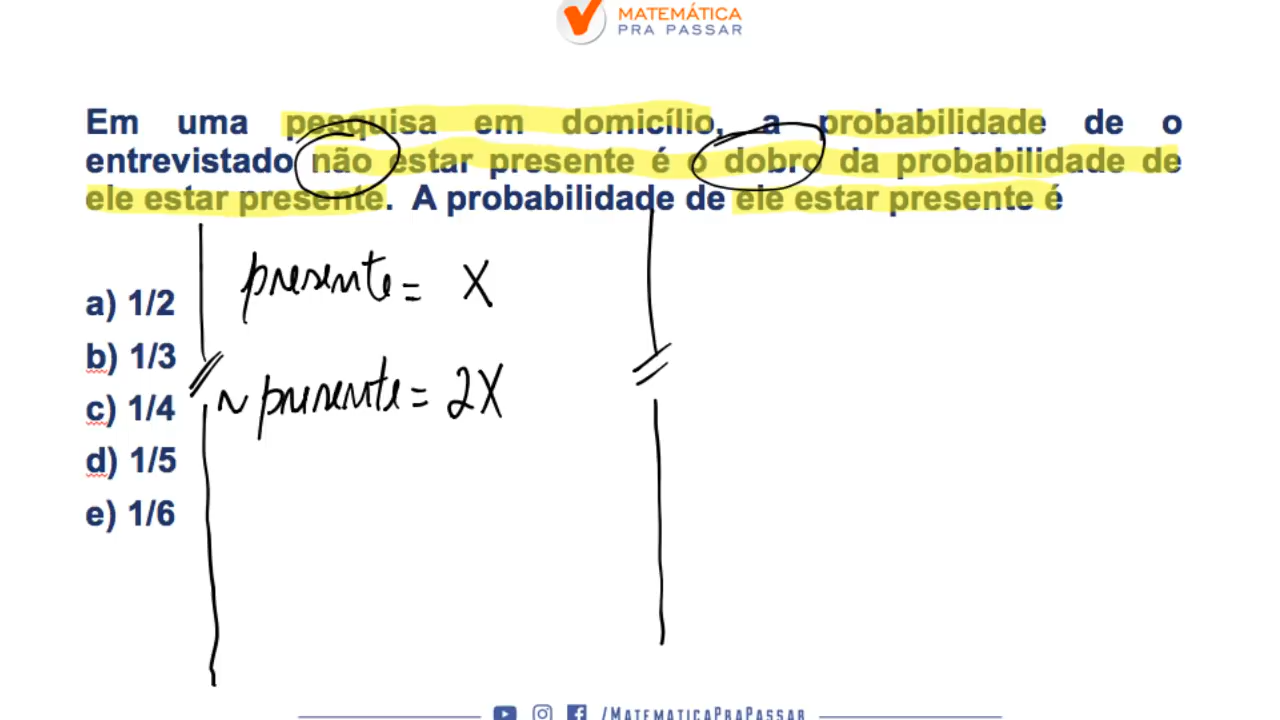 MATEMÁTICA
PRA PASSAR
Em uma pesquisa em domicílio, a probabilidade de o
entrevistado não estar presente é o dobro da probabilidade de
ele estar presente. A probabilidade de ele estar presente é
presente = X
a) 1/2
b) 1/3
~ presente = 2X
c) 1/4
d) 1/5
e) 1/6
/MATEMATICAPRAPASSAR